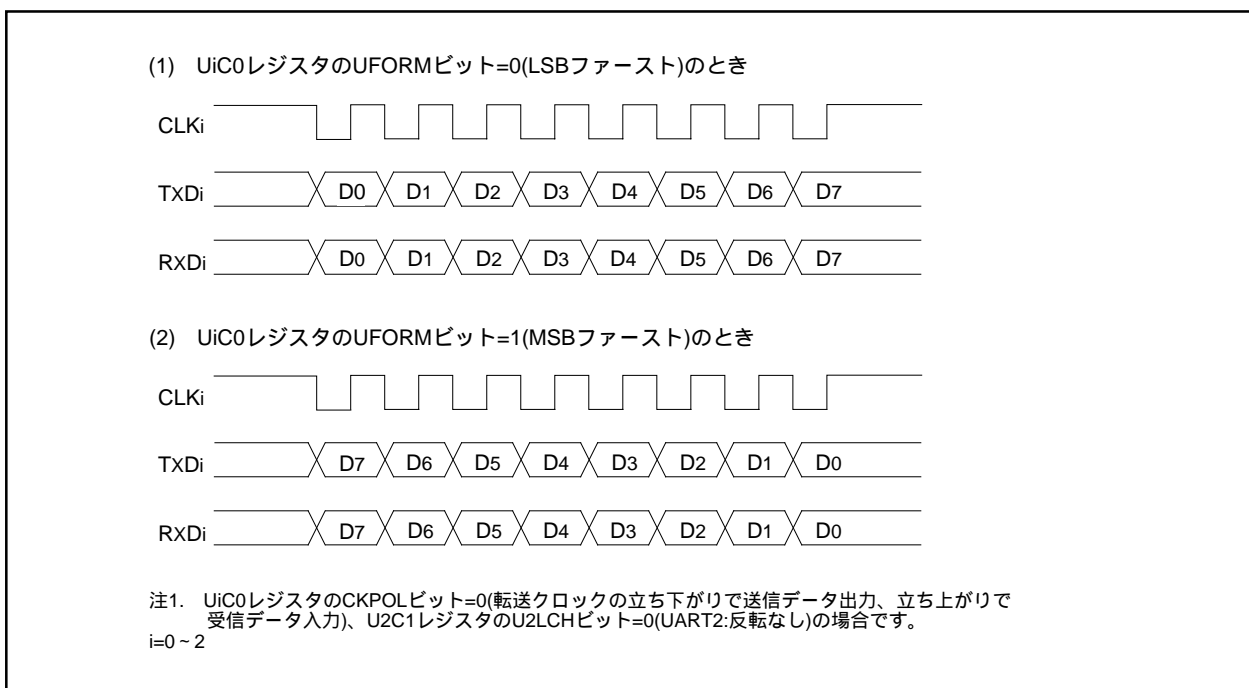 (1) UiC0レジスタのUFORMビット=0(LSBファースト)のとき
CLKi
TXDi D0 D1 D2 D3 D4 D5 D6 D7
RXDi D0 D1 D2 D3 D4 D5 D6 D7
(2) UiC0レジスタのUFORMビット=1(MSBファースト)のとき
CLKi
TXDi D7 D6 D5 D4 D3 D2 D1 D0
RXDi D7 D6 D5 D4 D3 D2 D1 D0
注1. UiC0レジスタのCKPOLビット=0(転送クロックの立ち下がりで送信データ出力、立ち上がりで
受信データ入力)、U2C1レジスタのU2LCHビット=0(UART2:反転なし)の場合です。
i=0~2